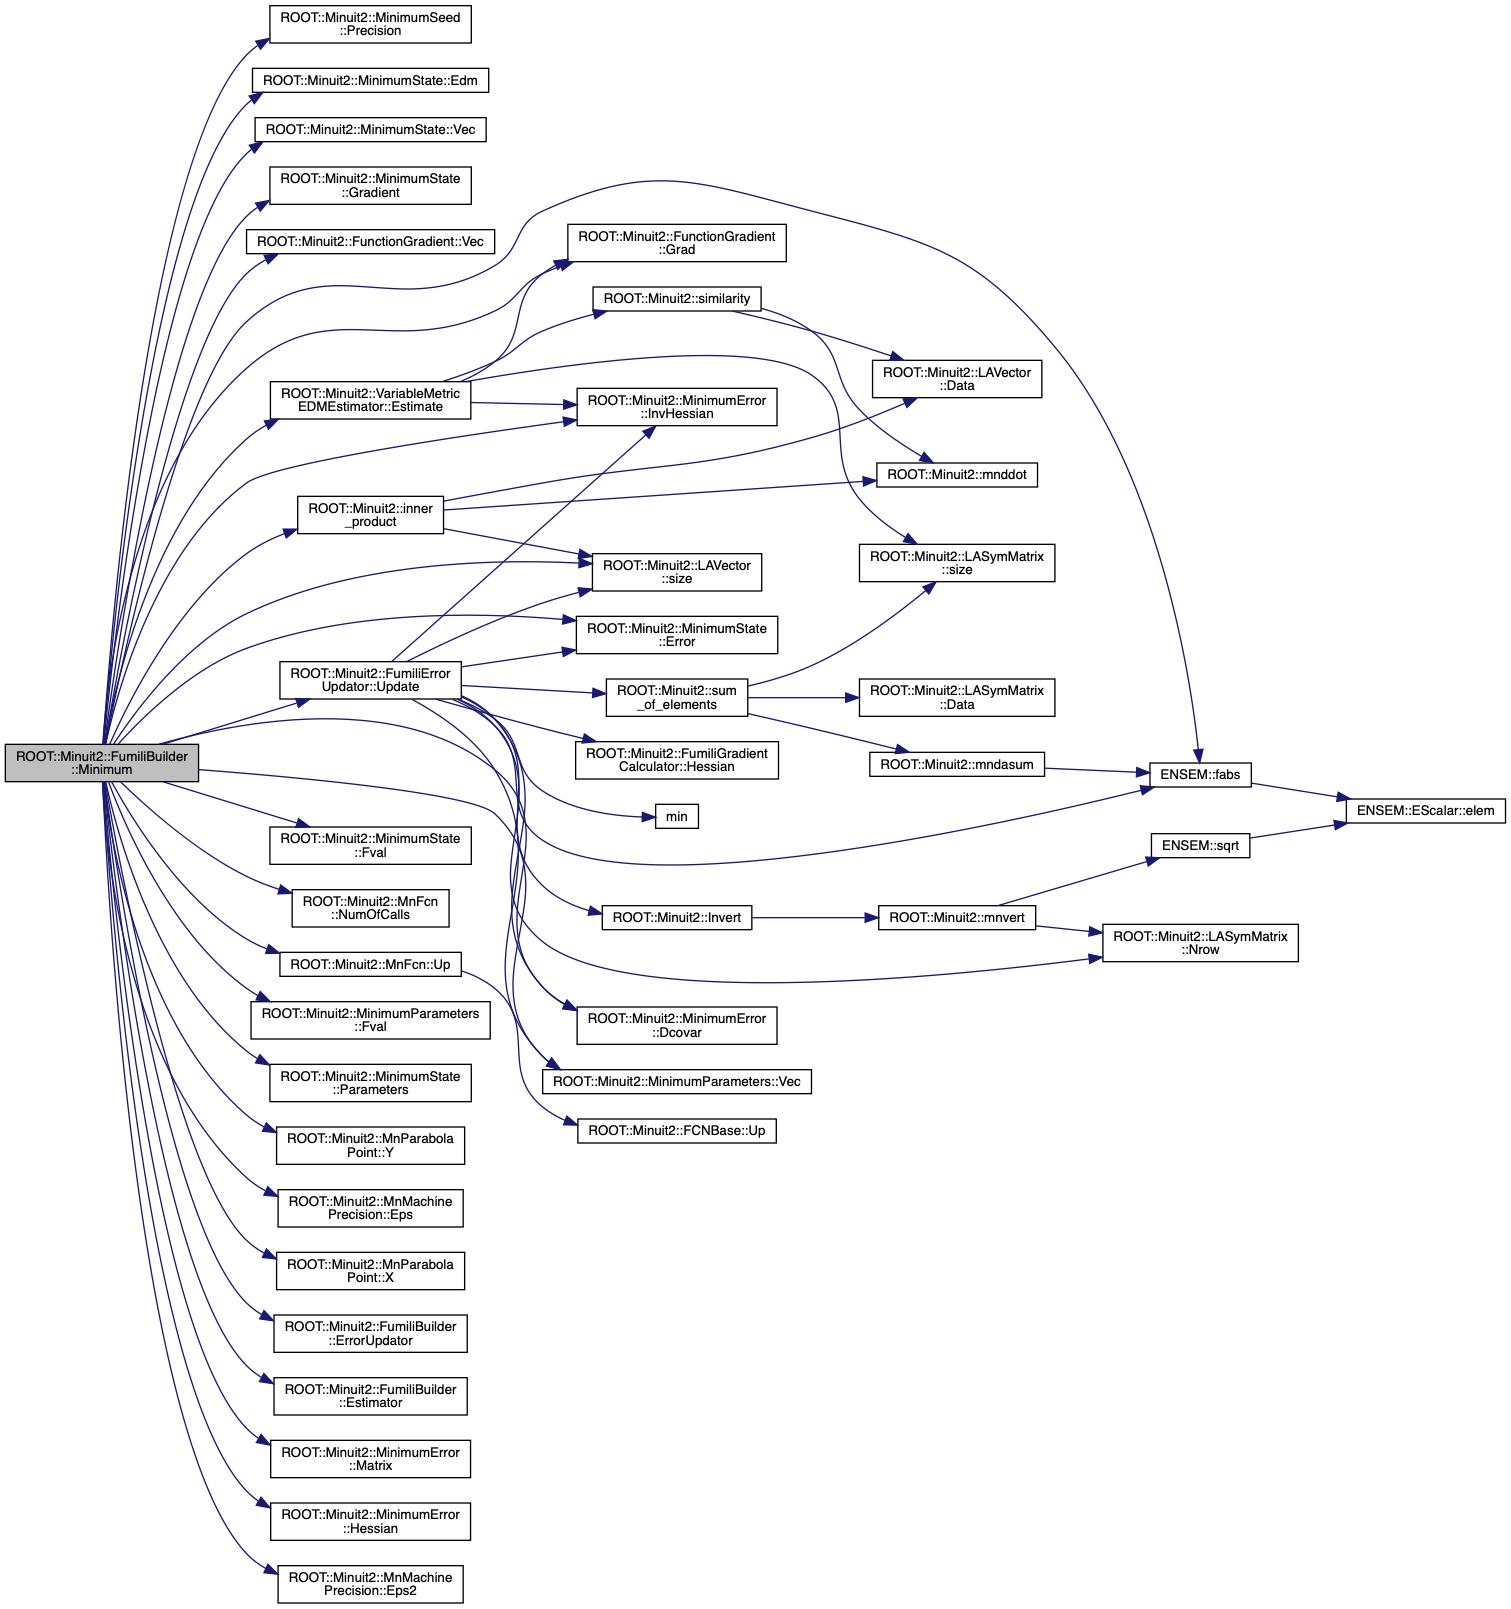 ROOT::Minuit2::MinimumSeed
::Precision
ROOT::Minuit2::MinimumState::Edm
ROOT::Minuit2::MinimumState::Vec
ROOT::Minuit2::MinimumState
::Gradient
ROOT::Minuit2::FunctionGradient::Vec
ROOT::Minuit2::FunctionGradient
::Grad
ROOT::Minuit2::similarity
ROOT::Minuit2::LAVector
::Data
ROOT::Minuit2::VariableMetric
EDMEstimator::Estimate
ROOT::Minuit2::MinimumError
::InvHessian
ROOT::Minuit2::mnddot
ROOT::Minuit2::inner
_product
ROOT::Minuit2::LASymMatrix
::size
ROOT::Minuit2::LAVector
::size
ROOT::Minuit2::MinimumState
::Error
ROOT::Minuit2::FumiliError
Updator::Update
ROOT::Minuit2::sum
_of_elements
ROOT::Minuit2::LASymMatrix
::Data
ROOT::Minuit2::FumiliBuilder
::Minimum
ROOT::Minuit2::FumiliGradient
Calculator::Hessian
ROOT::Minuit2::mndasum
ENSEM::fabs
ENSEM::EScalar::elem
min
ROOT::Minuit2::MinimumState
::Fval
ENSEM::sqrt
ROOT::Minuit2::MnFcn
::NumOfCalls
ROOT::Minuit2::Invert
ROOT::Minuit2::mnvert
ROOT::Minuit2::LASymMatrix
::Nrow
ROOT::Minuit2::MnFcn::Up
ROOT::Minuit2::MinimumParameters
::Fval
ROOT::Minuit2::MinimumError
::Dcovar
ROOT::Minuit2::MinimumState
::Parameters
ROOT::Minuit2::MinimumParameters::Vec
ROOT::Minuit2::FCNBase::Up
ROOT::Minuit2::MnParabola
Point::Y
ROOT::Minuit2::MnMachine
Precision::Eps
ROOT::Minuit2::MnParabola
Point::X
ROOT::Minuit2::FumiliBuilder
::ErrorUpdator
ROOT::Minuit2::FumiliBuilder
::Estimator
ROOT::Minuit2::MinimumError
::Matrix
ROOT::Minuit2::MinimumError
::Hessian
ROOT::Minuit2::MnMachine
Precision::Eps2